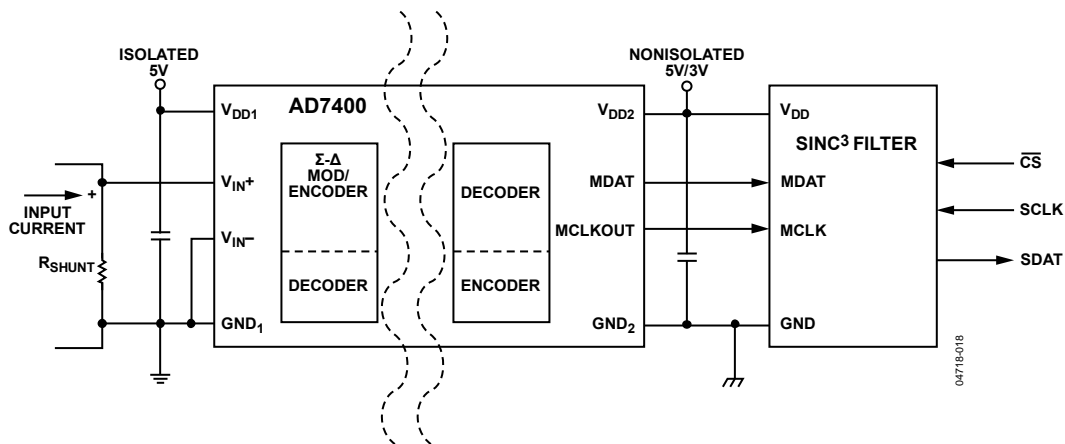 ISOLATED
5V
NONISOLATED
5V/3V
AD7400
VDD1
VDD2
VDD
SINC3 FILTER
Σ-Δ
MOD/
ENCODER
VIN+
DECODER
MDAT
MDAT
CS
+
INPUT
CURRENT
SCLK
VIN–
MCLKOUT
MCLK
RSHUNT
DECODER
ENCODER
SDAT
GND1
GND2
GND
04718-018